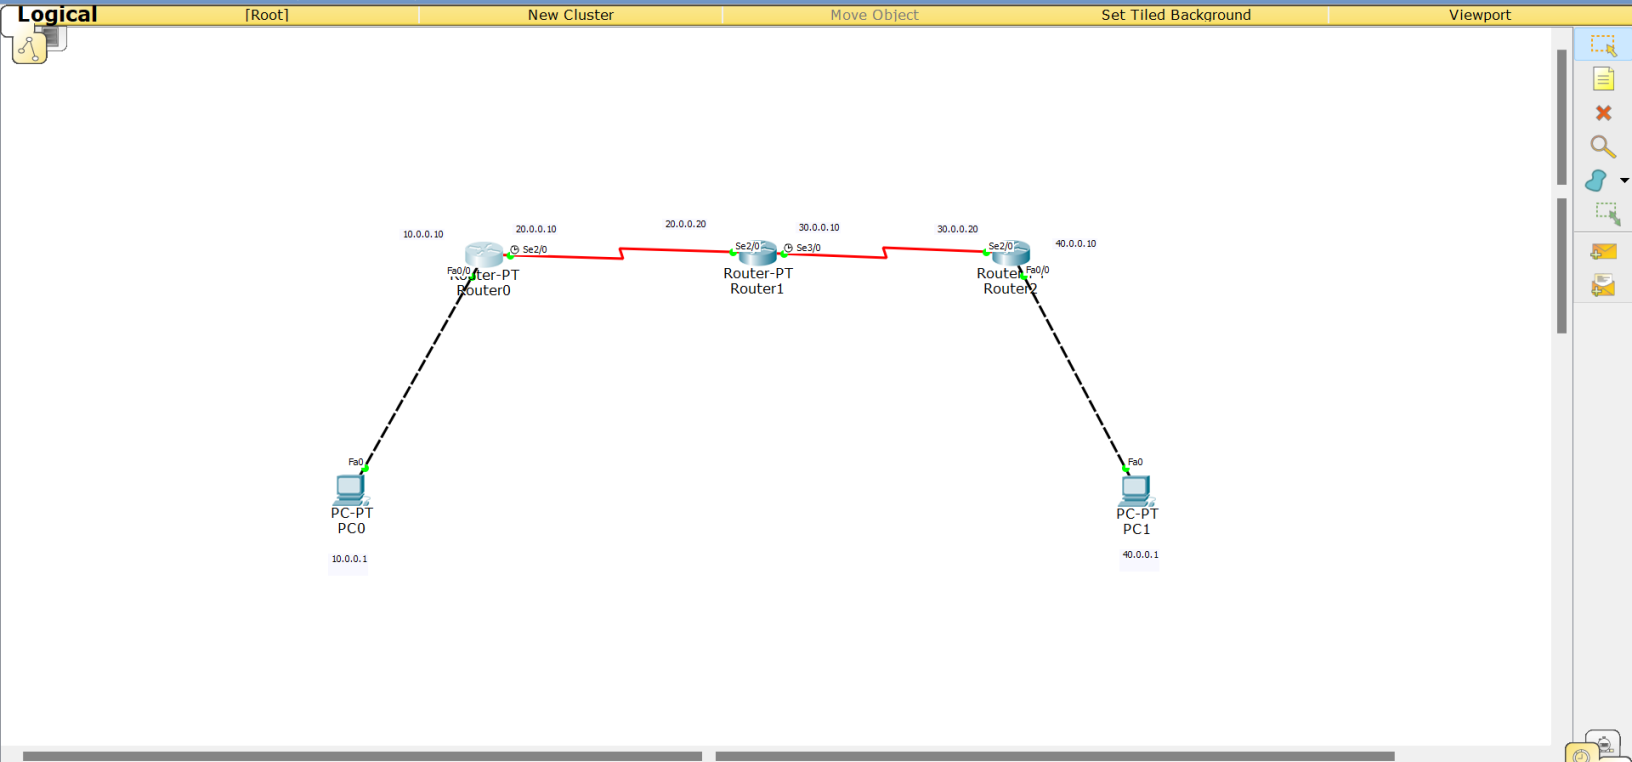 Logical
[Root]
New Cluster
Move Object
Set Tiled Background
Viewport
10.0.0.10
20.0.0.10
20.0.0.20
30.0.0.10
30.0.0.20
40.0.0.10
Se2/0
Se2/0
Se3/0
Se2/0
Fa0/0
Router-PT
Router0
Router-PT
Router1
Fa0/0
Router2
Fa0
PC-PT
PC0
10.0.0.1
Fa0
PC-PT
PC1
40.0.0.1